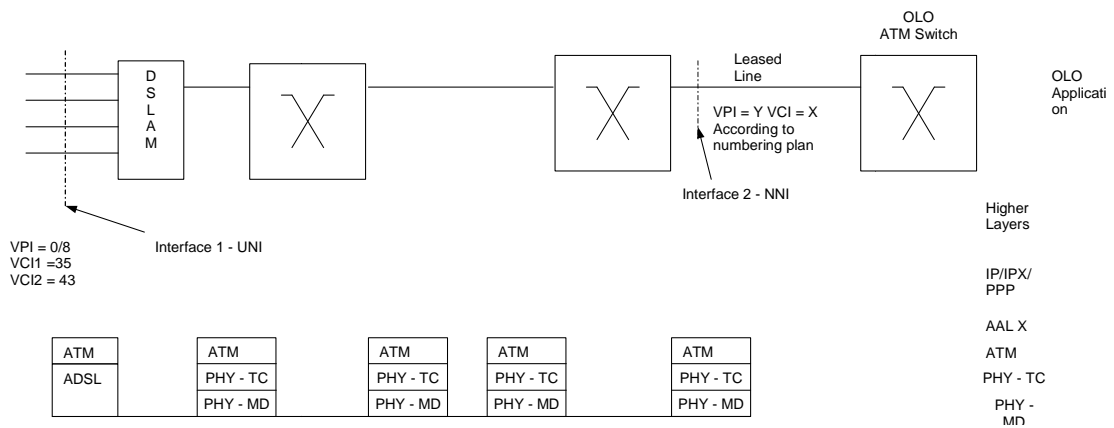 OLO
ATM Switch
D
S
L
A
M
Leased
Line
OLO
Applicati
on
VPI = Y VCI = X
According to
numbering plan
Interface 2 - NNI
Higher
Layers
VPI = 0/8
VCI1 =35
VCI2 = 43
Interface 1 - UNI
IP/IPX/
PPP
AAL X
ATM
ATM
ATM
ATM
ATM
ATM
ADSL
PHY - TC
PHY - TC
PHY - TC
PHY - TC
PHY - TC
PHY - MD
PHY - MD
PHY - MD
PHY - MD
PHY -
MD